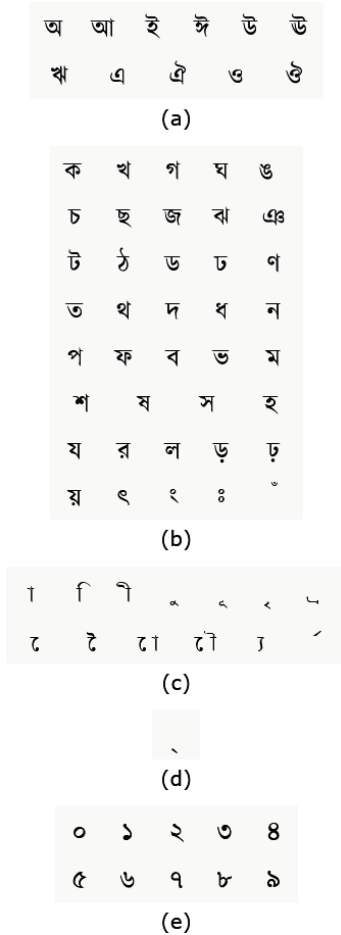 অ আ ই ঈ উ ঊ
ঋ এ ঐ ও ঔ
(a)
ক খ গ ঘ ঙ
চ ছ জ ঝ ঞ
ট ঠ ড ঢ ণ
ত থ দ ধ ন
প ফ ব ভ ম
শ ষ স হ
য র ল ড় ঢ়
য় ৎ ং ঃ ঁ
(b)
া ি ী ু ূ ৃ ্র
ে ৈ ো ৌ ্য র্
(c)
্
(d)
০ ১ ২ ৩ ৪
৫ ৬ ৭ ৮ ৯
(e)